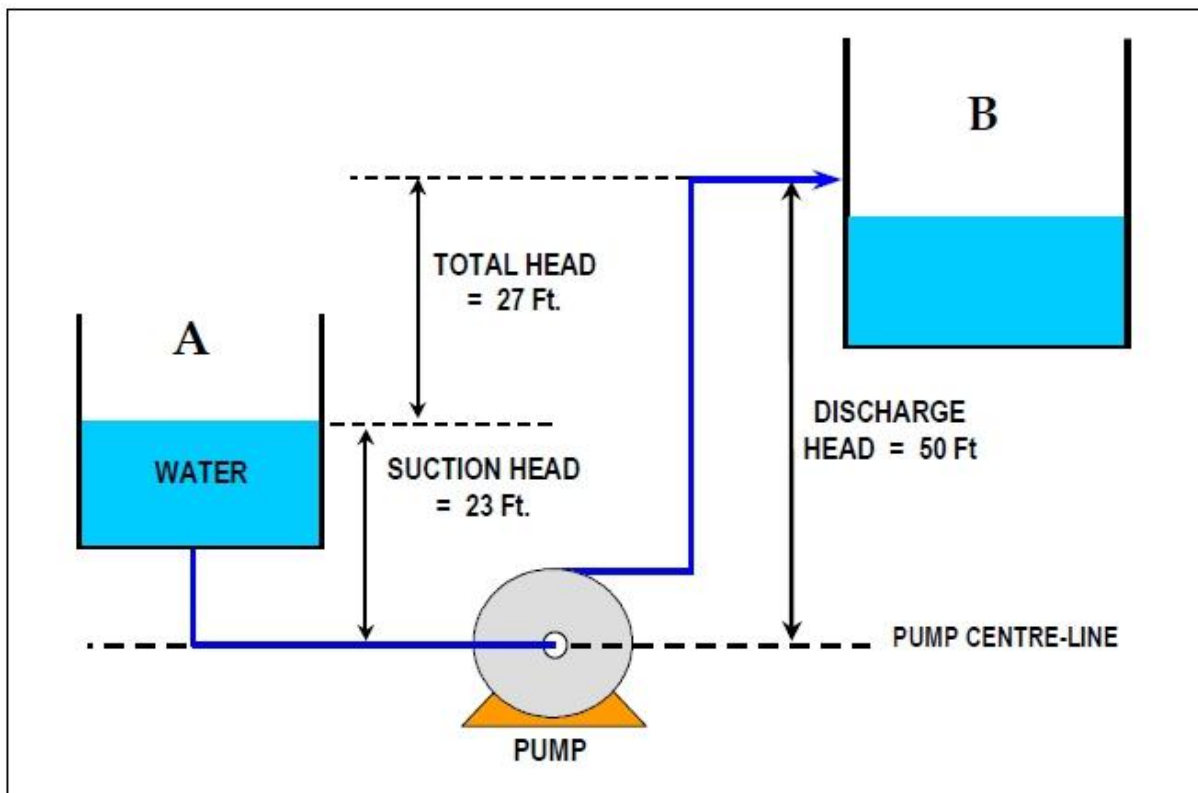 B
TOTAL HEAD
= 27 Ft.
A
DISCHARGE
HEAD = 50 Ft
WATER
SUCTION HEAD
= 23 Ft.
PUMP CENTRE-LINE
PUMP